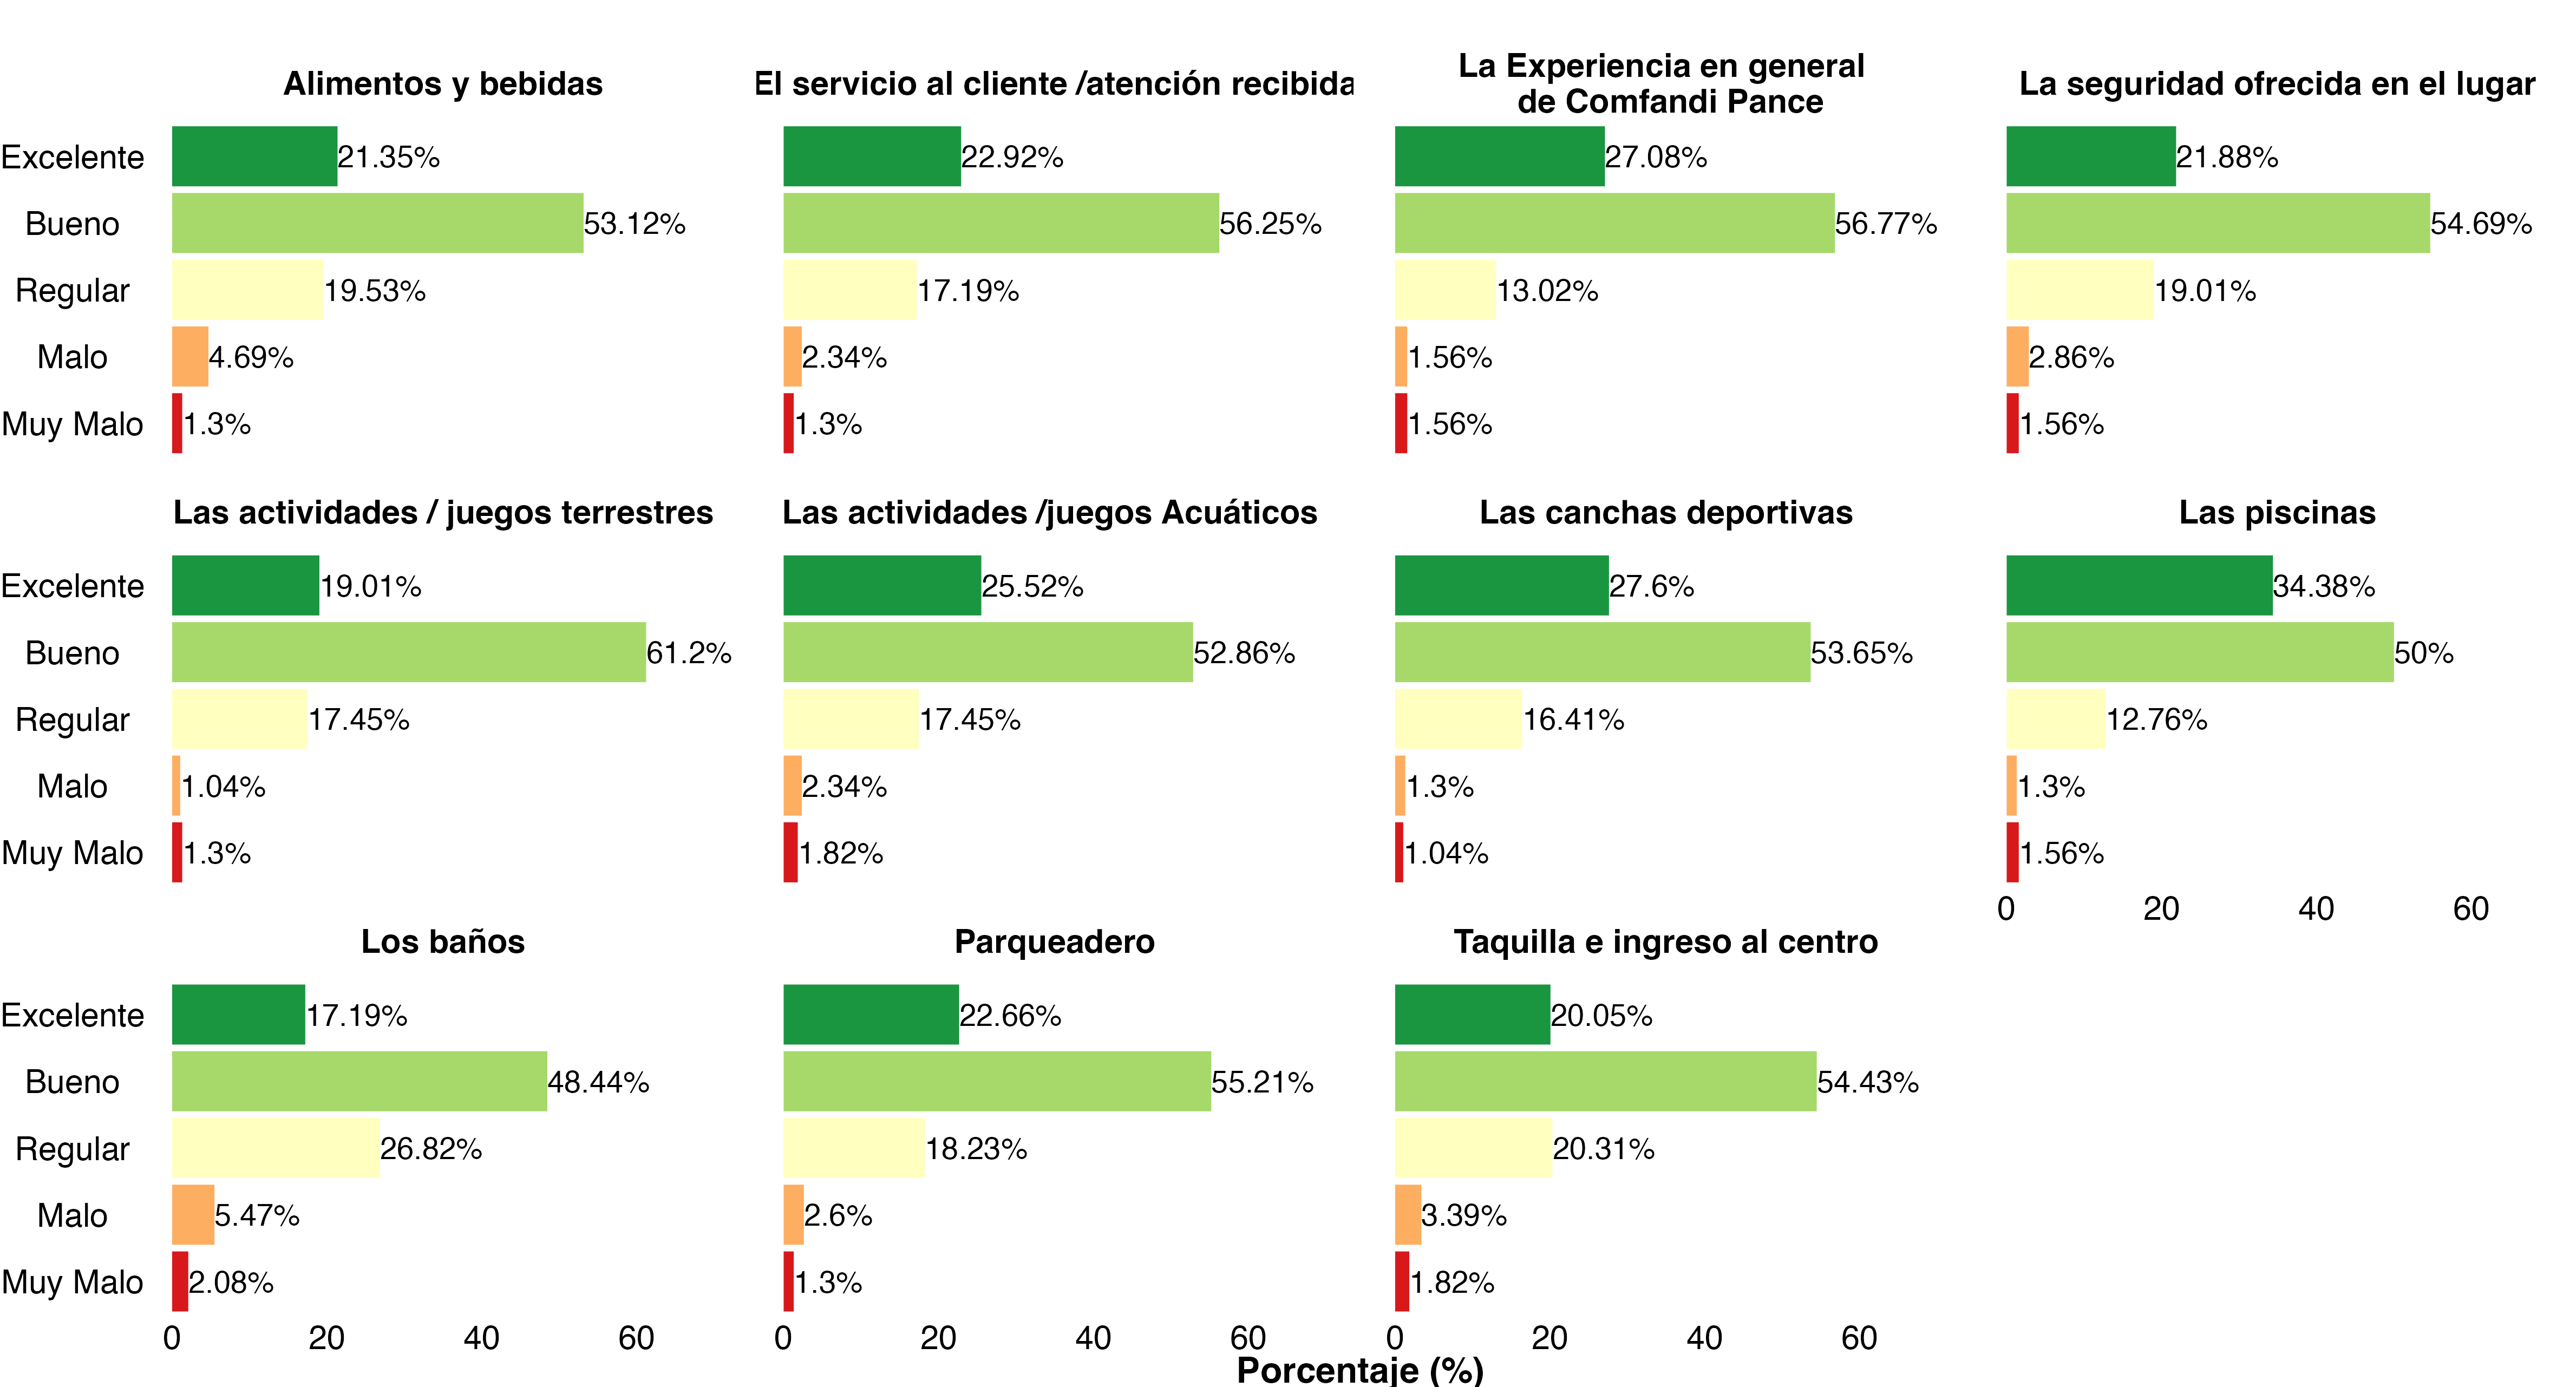 Alimentos y bebidas
Excelente 21.35%
Bueno 53.12%
Regular 19.53%
Malo 4.69%
Muy Malo 1.3%
El servicio al cliente /atención recibida
22.92%
56.25%
17.19%
2.34%
1.3%
La Experiencia en general
de Comfandi Pance
27.08%
56.77%
13.02%
1.56%
1.56%
La seguridad ofrecida en el lugar
21.88%
54.69%
19.01%
2.86%
1.56%
Las actividades / juegos terrestres
Excelente 19.01%
Bueno 61.2%
Regular 17.45%
Malo 1.04%
Muy Malo 1.3%
Las actividades /juegos Acuáticos
25.52%
52.86%
17.45%
2.34%
1.82%
Las canchas deportivas
27.6%
53.65%
16.41%
1.3%
1.04%
Las piscinas
34.38%
50%
12.76%
1.3%
1.56%
0 20 40 60
Los baños
Excelente 17.19%
Bueno 48.44%
Regular 26.82%
Malo 5.47%
Muy Malo 2.08%
0 20 40 60
Parqueadero
22.66%
55.21%
18.23%
2.6%
1.3%
0 20 40 60
Taquilla e ingreso al centro
20.05%
54.43%
20.31%
3.39%
1.82%
0 20 40 60
Porcentaje (%)